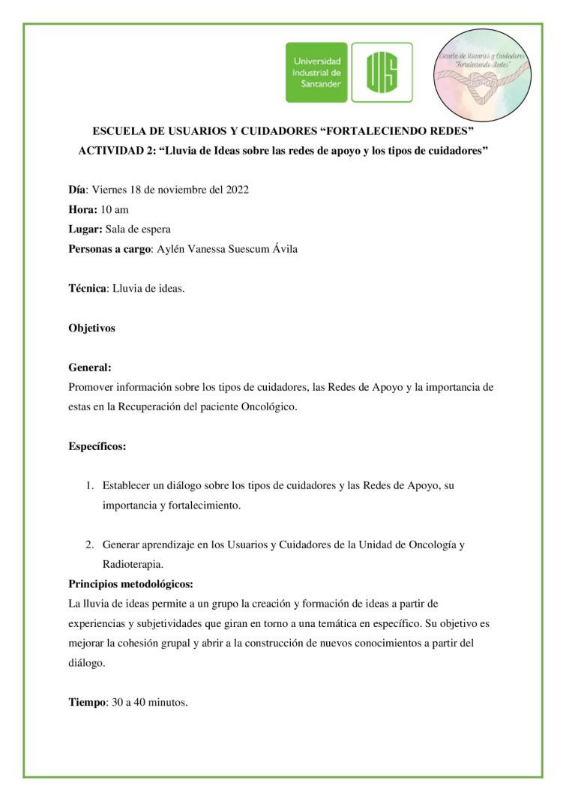 Universidad
Industrial de
Santander
UIS
Escuela de Usuarios y Cuidadores
"Fortaleciendo Redes"
ESCUELA DE USUARIOS Y CUIDADORES “FORTALECIENDO REDES”
ACTIVIDAD 2: “Lluvia de Ideas sobre las redes de apoyo y los tipos de cuidadores”
Día: Viernes 18 de noviembre del 2022
Hora: 10 am
Lugar: Sala de espera
Personas a cargo: Aylén Vanessa Suescum Ávila
Técnica: Lluvia de ideas.
Objetivos
General:
Promover información sobre los tipos de cuidadores, las Redes de Apoyo y la importancia de
estas en la Recuperación del paciente Oncológico.
Específicos:
1. Establecer un diálogo sobre los tipos de cuidadores y las Redes de Apoyo, su
importancia y fortalecimiento.
2. Generar aprendizaje en los Usuarios y Cuidadores de la Unidad de Oncología y
Radioterapia.
Principios metodológicos:
La lluvia de ideas permite a un grupo la creación y formación de ideas a partir de
experiencias y subjetividades que giran en torno a una temática en específico. Su objetivo es
mejorar la cohesión grupal y abrir a la construcción de nuevos conocimientos a partir del
diálogo.
Tiempo: 30 a 40 minutos.